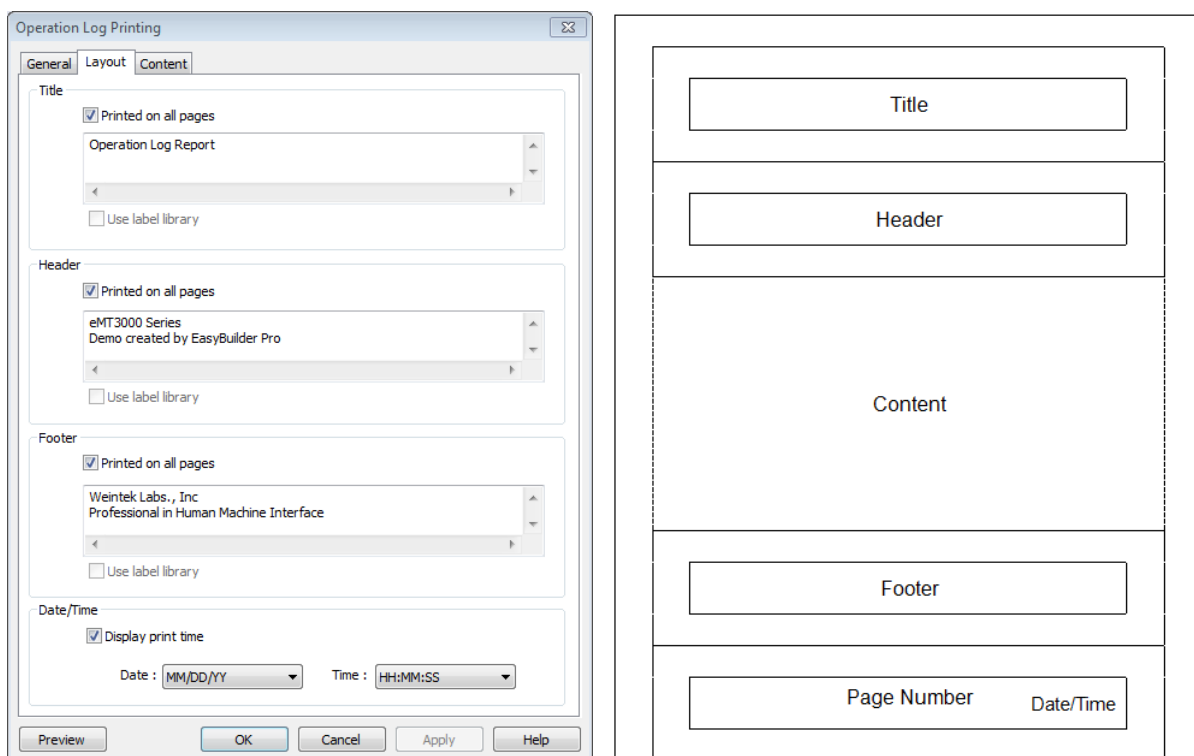 Operation Log Printing
General Layout Content
Title
Printed on all pages
Operation Log Report
Use label library
Header
Printed on all pages
eMT3000 Series
Demo created by EasyBuilder Pro
Use label library
Footer
Printed on all pages
Weintek Labs., Inc
Professional in Human Machine Interface
Use label library
Date/Time
Display print time
Date : MM/DD/YY Time : HH:MM:SS
Preview OK Cancel Apply Help
Title
Header
Content
Footer
Page Number Date/Time